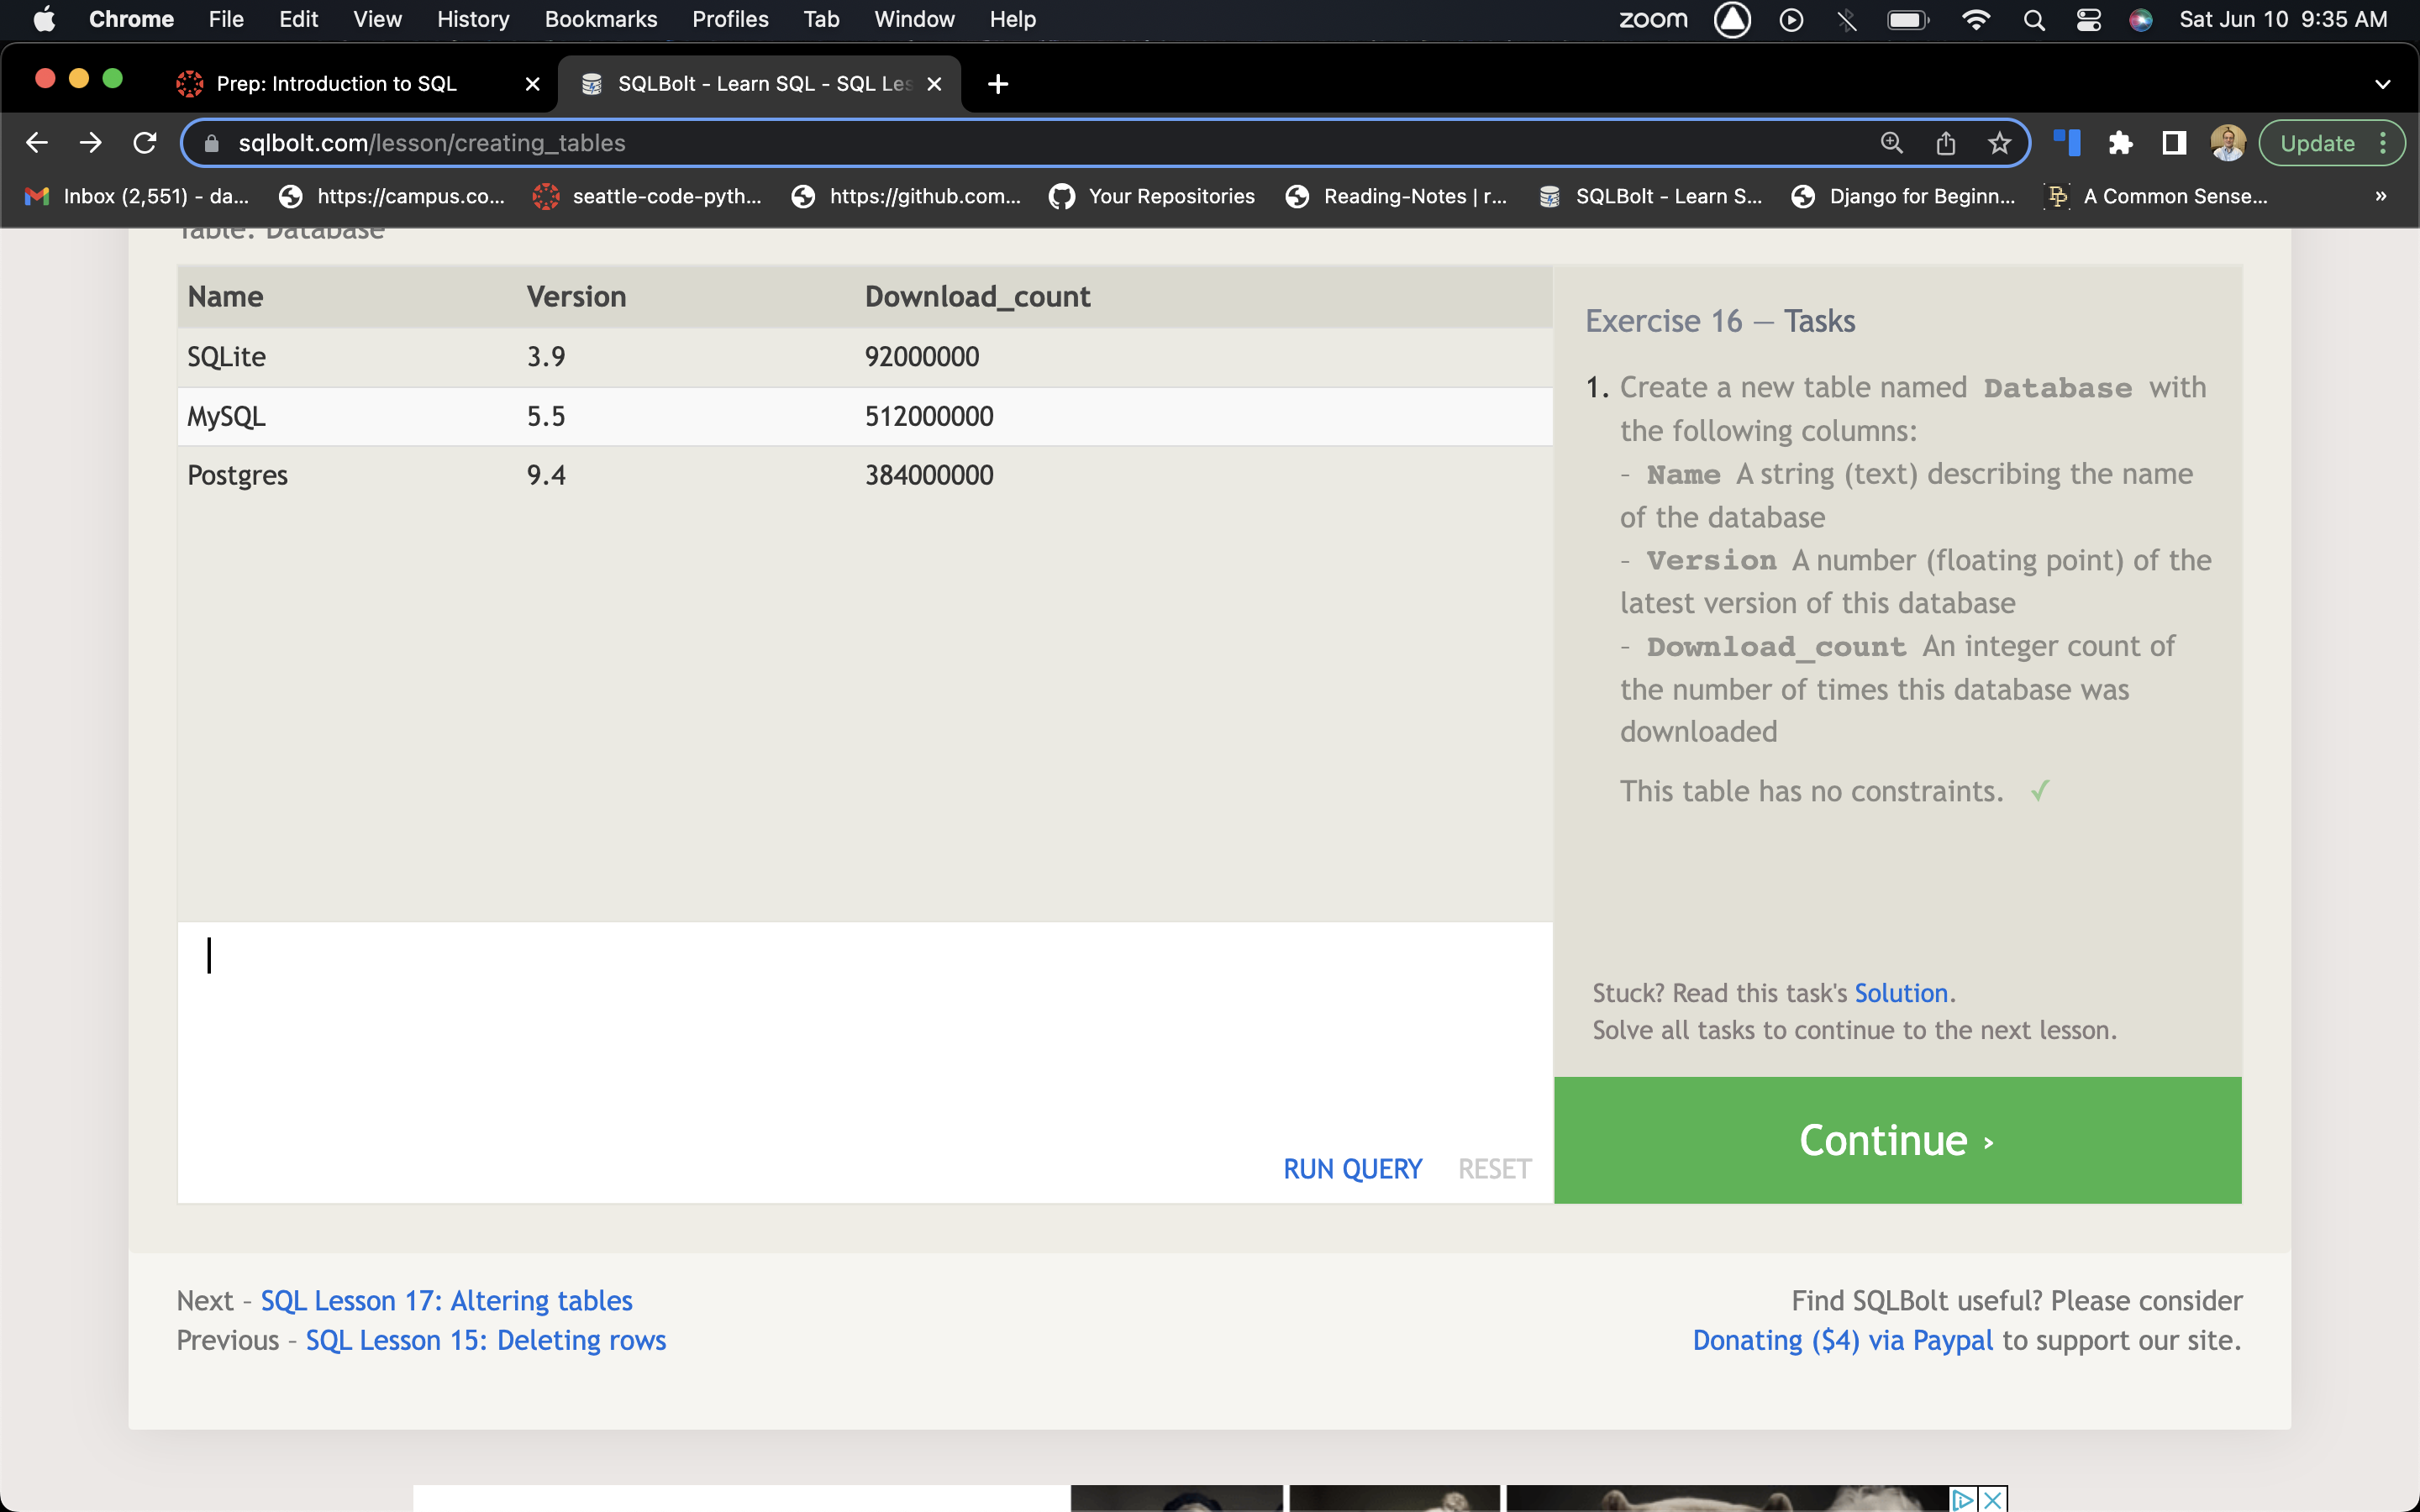 Chrome File Edit View History Bookmarks Profiles Tab Window Help zoom Sat Jun 10 9:35 AM
Prep: Introduction to SQL SQLBolt - Learn SQL - SQL Les
sqlbolt.com/lesson/creating_tables Update
Inbox (2,551) - da... https://campus.co... seattle-code-pyth... https://github.com... Your Repositories Reading-Notes | r... SQLBolt - Learn S... Django for Beginn... A Common Sense... »
Table: Database
Name Version Download_count
SQLite 3.9 92000000
MySQL 5.5 512000000
Postgres 9.4 384000000
RUN QUERY RESET
Exercise 16 — Tasks
1. Create a new table named Database with
the following columns:
– Name A string (text) describing the name
of the database
– Version A number (floating point) of the
latest version of this database
– Download_count An integer count of
the number of times this database was
downloaded
This table has no constraints. ✓
Stuck? Read this task's Solution.
Solve all tasks to continue to the next lesson.
Continue ›
Next – SQL Lesson 17: Altering tables
Previous – SQL Lesson 15: Deleting rows
Find SQLBolt useful? Please consider
Donating ($4) via Paypal to support our site.